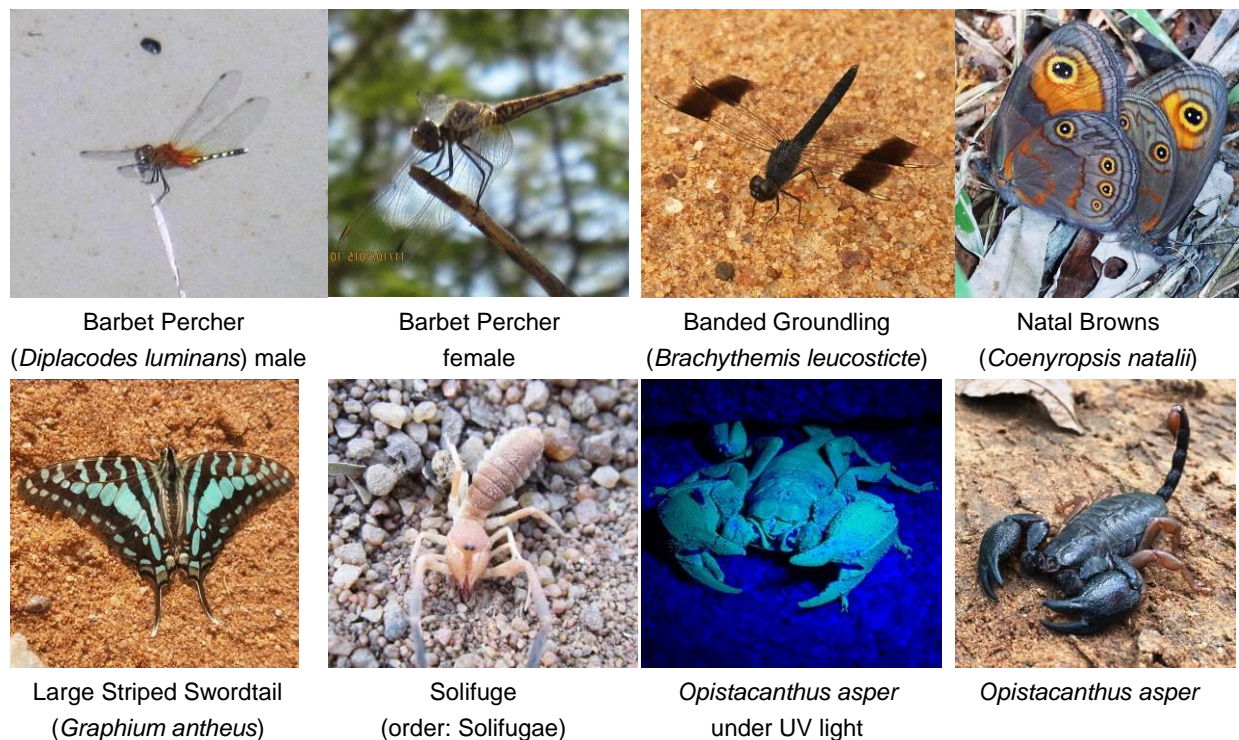 Barbet Percher
(Diplacodes luminans) male
Barbet Percher
female
Banded Groundling
(Brachythemis leucosticte)
Natal Browns
(Coenyropsis natalii)
Large Striped Swordtail
(Graphium antheus)
Solifuge
(order: Solifugae)
Opistacanthus asper
under UV light
Opistacanthus asper